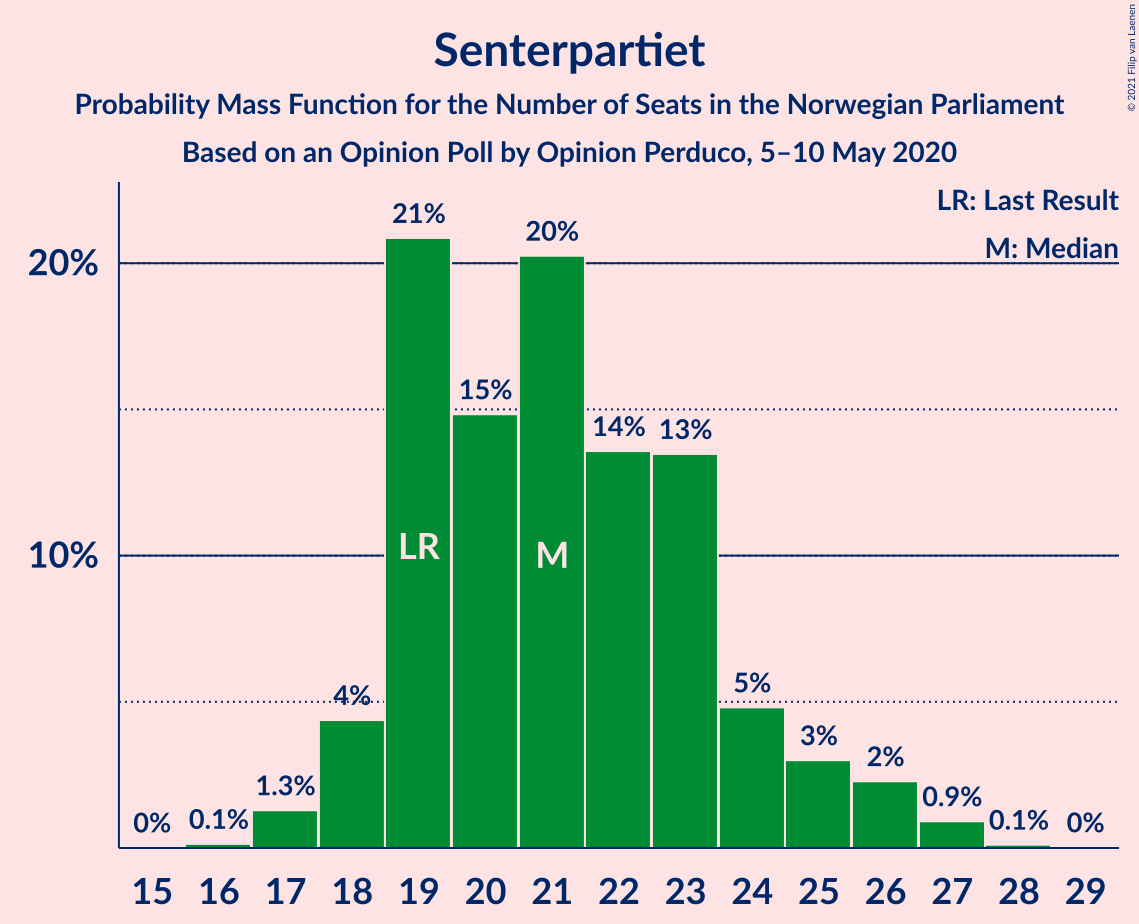 Senterpartiet
Probability Mass Function for the Number of Seats in the Norwegian Parliament
Based on an Opinion Poll by Opinion Perduco, 5–10 May 2020
© 2021 Filip van Laenen
LR: Last Result
M: Median
20%
10%
0%
0.1%
1.3%
4%
21%
15%
20%
14%
13%
5%
3%
2%
0.9%
0.1%
0%
LR
M
15 16 17 18 19 20 21 22 23 24 25 26 27 28 29